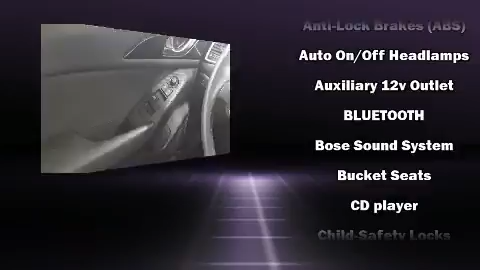 Anti-Lock Brakes (ABS)
Auto On/Off Headlamps
Auxiliary 12v Outlet
BLUETOOTH
Bose Sound System
Bucket Seats
CD player
Child-Safety Locks